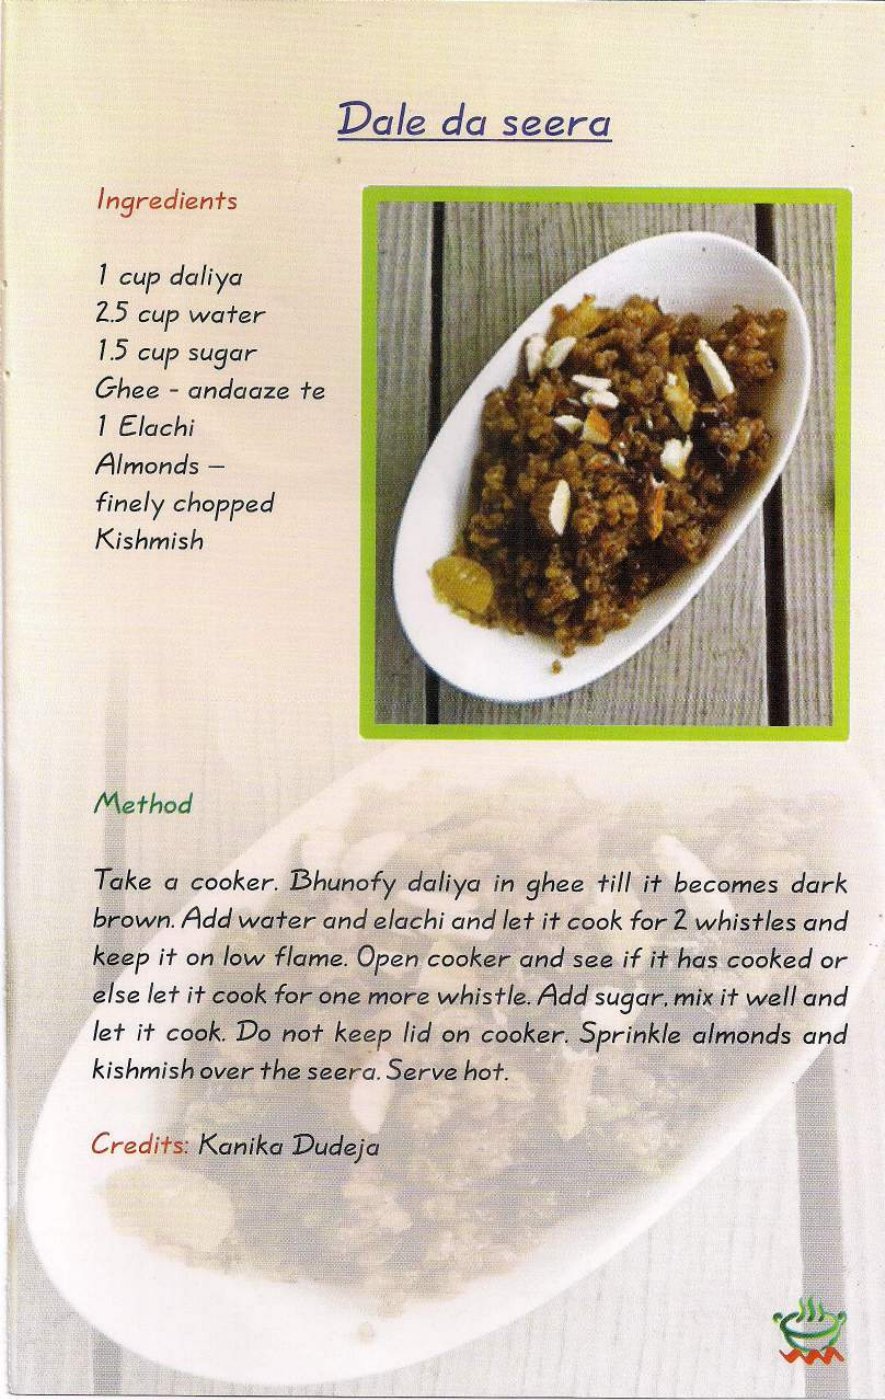 Dale da seera
Ingredients
1 cup daliya
2.5 cup water
1.5 cup sugar
Ghee - andaaze te
1 Elachi
Almonds –
finely chopped
Kishmish
Method
Take a cooker. Bhunofy daliya in ghee till it becomes dark
brown. Add water and elachi and let it cook for 2 whistles and
keep it on low flame. Open cooker and see if it has cooked or
else let it cook for one more whistle. Add sugar, mix it well and
let it cook. Do not keep lid on cooker. Sprinkle almonds and
kishmish over the seera. Serve hot.
Credits: Kanika Dudeja